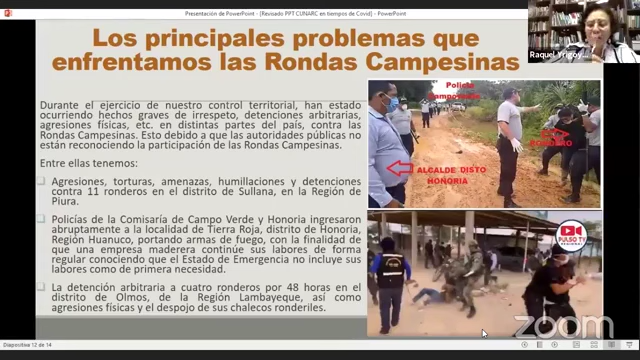 Presentación de PowerPoint - [Revisado PPT CUNARC en tiempos de Covid] - PowerPoint
Los principales problemas que
enfrentamos las Rondas Campesinas
Durante el ejercicio de nuestro control territorial, han estado
ocurriendo hechos graves de irrespeto, detenciones arbitrarias,
agresiones físicas, etc. en distintas partes del país, contra las
Rondas Campesinas. Esto debido a que las autoridades públicas no
están reconociendo la participación de las Rondas Campesinas.
Entre ellas tenemos:
Agresiones, torturas, amenazas, humillaciones y detenciones
contra 11 ronderos en el distrito de Sullana, en la Región de
Piura.
Policías de la Comisaría de Campo Verde y Honoria ingresaron
abruptamente a la localidad de Tierra Roja, distrito de Honoria,
Región Huanuco, portando armas de fuego, con la finalidad de
que una empresa maderera continúe sus labores de forma
regular conociendo que el Estado de Emergencia no incluye sus
labores como de primera necesidad.
La detención arbitraria a cuatro ronderos por 48 horas en el
distrito de Olmos, de la Región Lambayeque, así como
agresiones físicas y el despojo de sus chalecos ronderiles.
Policía
RONDERO
ALCALDE DISTO
HONORIA
PULSO TV
REGIONAL
Raquel Yrigoy...
zoom
Diapositiva 12 de 14